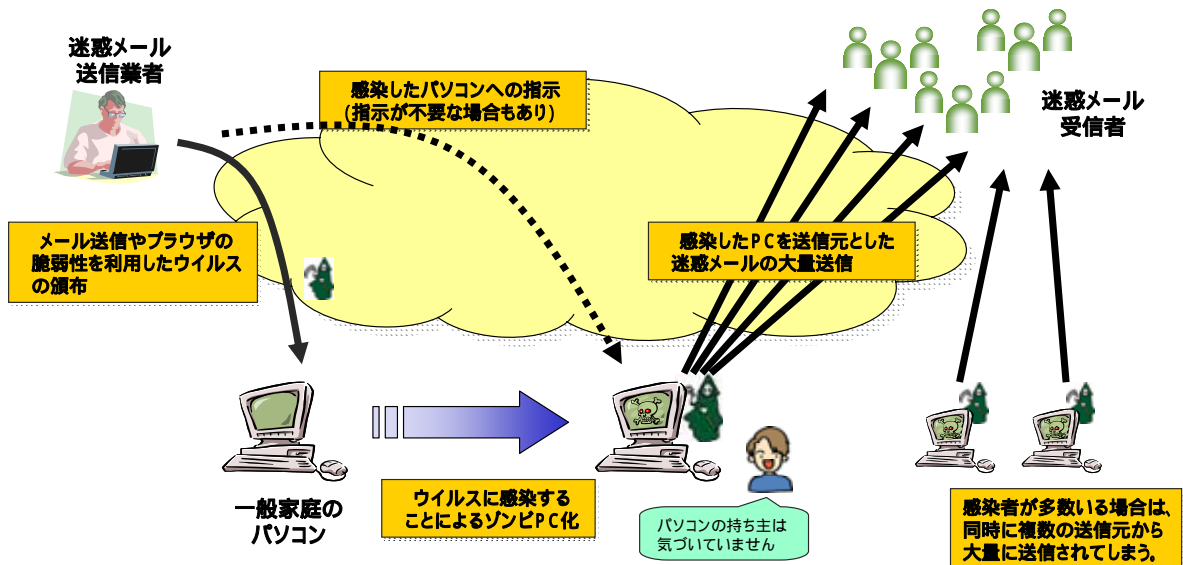 迷惑メール
送信業者
感染したパソコンへの指示
(指示が不要な場合もあり)
迷惑メール
受信者
メール送信やブラウザの
脆弱性を利用したウイルス
の頒布
感染したPCを送信元とした
迷惑メールの大量送信
一般家庭の
パソコン
ウイルスに感染する
ことによるゾンビPC化
パソコンの持ち主は
気づいていません
感染者が多数いる場合は、
同時に複数の送信元から
大量に送信されてしまう。